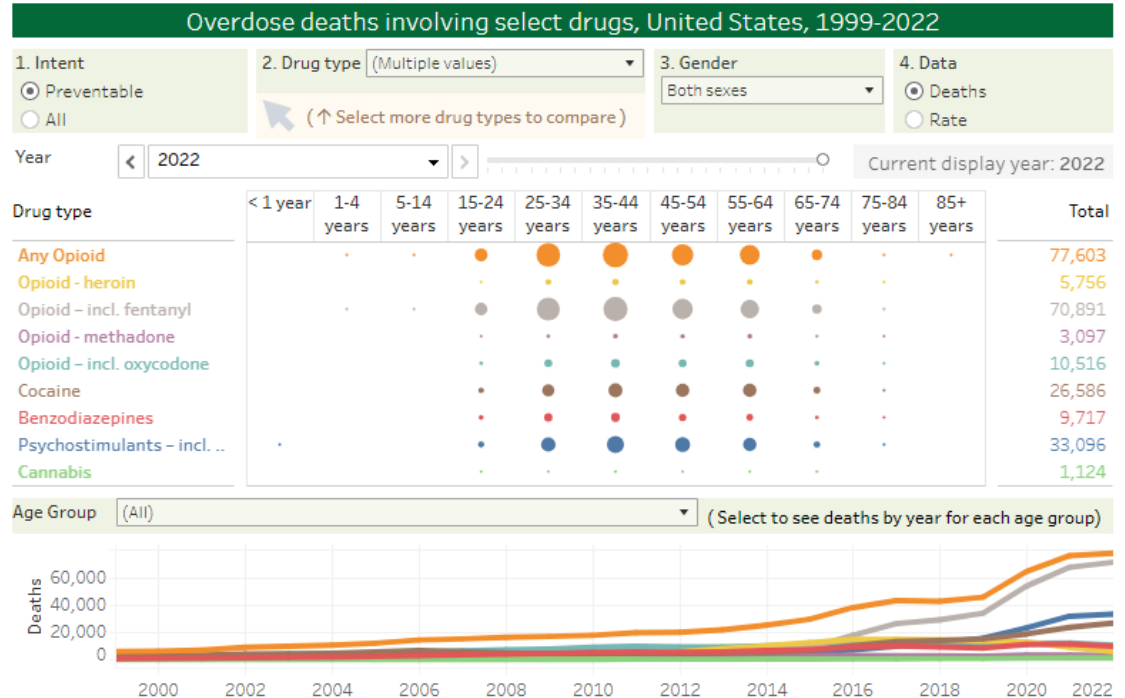 Overdose deaths involving select drugs, United States, 1999-2022
1. Intent
Preventable
All
2. Drug type (Multiple values)
(↑ Select more drug types to compare)
3. Gender
Both sexes
4. Data
Deaths
Rate
Year 2022 Current display year: 2022
Drug type < 1 year 1-4 years 5-14 years 15-24 years 25-34 years 35-44 years 45-54 years 55-64 years 65-74 years 75-84 years 85+ years Total
Any Opioid 77,603
Opioid - heroin 5,756
Opioid – incl. fentanyl 70,891
Opioid - methadone 3,097
Opioid – incl. oxycodone 10,516
Cocaine 26,586
Benzodiazepines 9,717
Psychostimulants – incl. .. 33,096
Cannabis 1,124
Age Group (All) (Select to see deaths by year for each age group)
Deaths
60,000
40,000
20,000
0
2000 2002 2004 2006 2008 2010 2012 2014 2016 2018 2020 2022